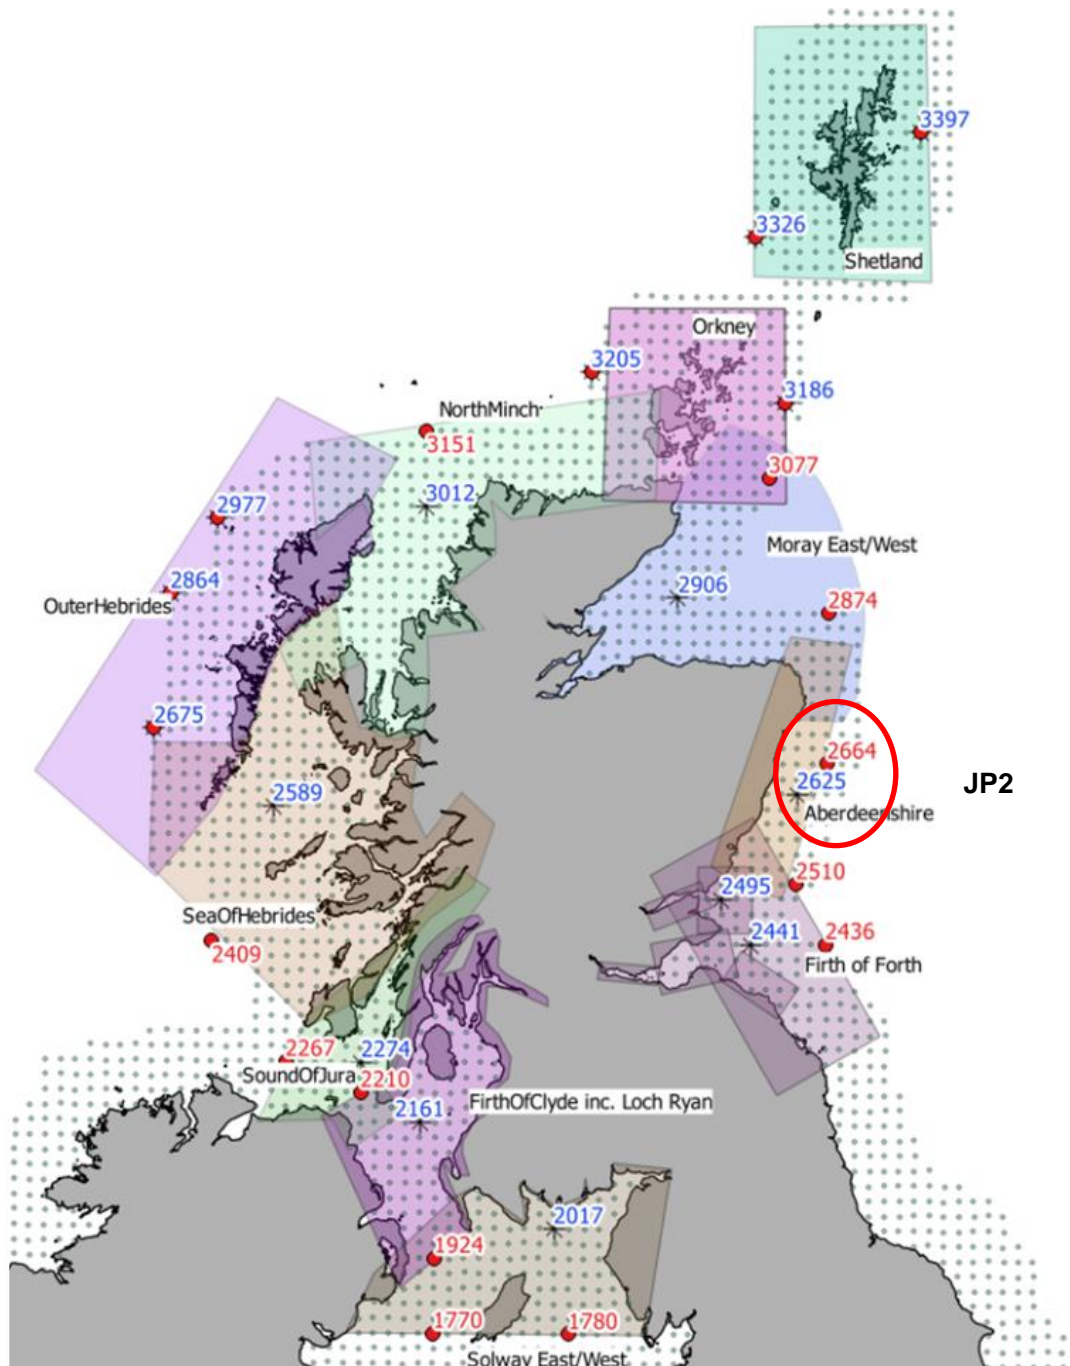 3397
3326
Shetland
Orkney
3205
3186
NorthMinch
3151
3077
3012
2977
Moray East/West
2864
2906
2874
OuterHebrides
2675
2664
2625
JP2
2589
Aberdeenshire
2510
2495
SeaOfHebrides
2441
2436
2409
Firth of Forth
2267
2274
SoundOfJura
2210
FirthOfClyde inc. Loch Ryan
2161
2017
1924
1770
1780
Solway East/West